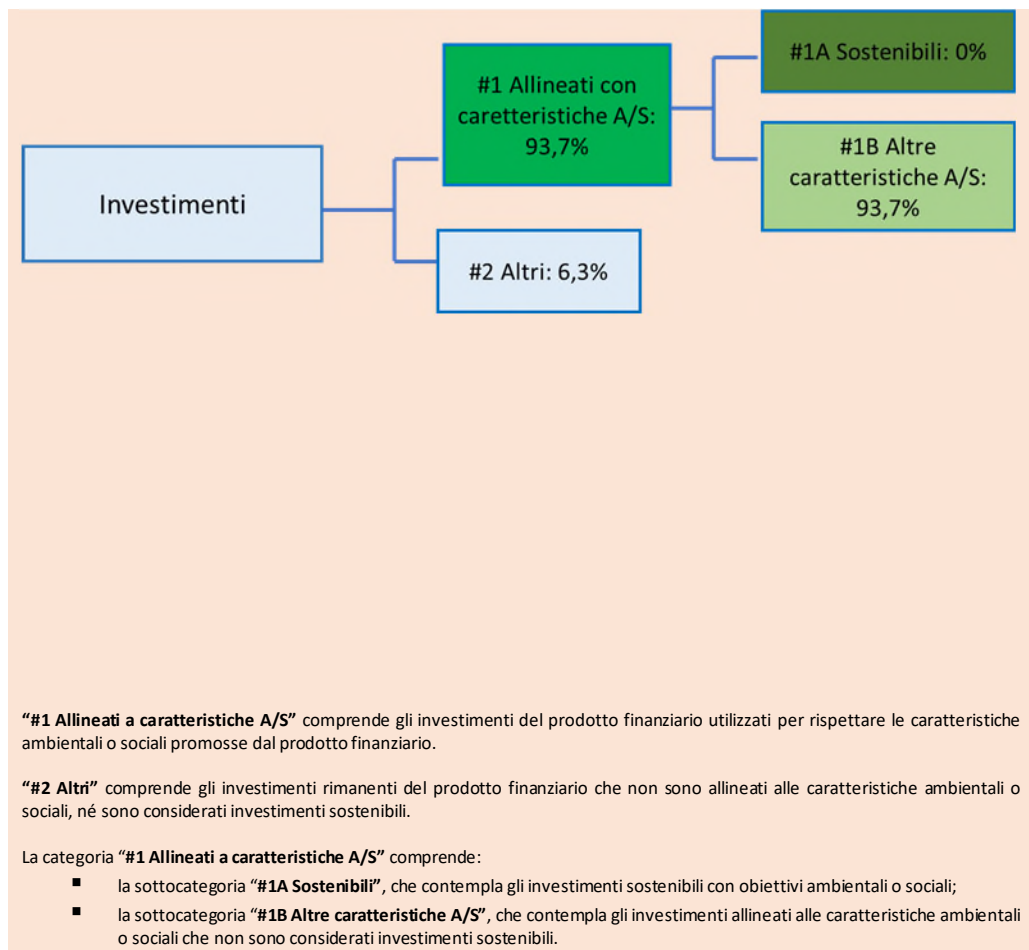 #1A Sostenibili: 0%
#1 Allineati con
caretteristiche A/S:
93,7%
#1B Altre
caratteristiche A/S:
93,7%
Investimenti
#2 Altri: 6,3%
“#1 Allineati a caratteristiche A/S” comprende gli investimenti del prodotto finanziario utilizzati per rispettare le caratteristiche
ambientali o sociali promosse dal prodotto finanziario.
“#2 Altri” comprende gli investimenti rimanenti del prodotto finanziario che non sono allineati alle caratteristiche ambientali o
sociali, né sono considerati investimenti sostenibili.
La categoria “#1 Allineati a caratteristiche A/S” comprende:
▪ la sottocategoria “#1A Sostenibili”, che contempla gli investimenti sostenibili con obiettivi ambientali o sociali;
▪ la sottocategoria “#1B Altre caratteristiche A/S”, che contempla gli investimenti allineati alle caratteristiche ambientali
o sociali che non sono considerati investimenti sostenibili.